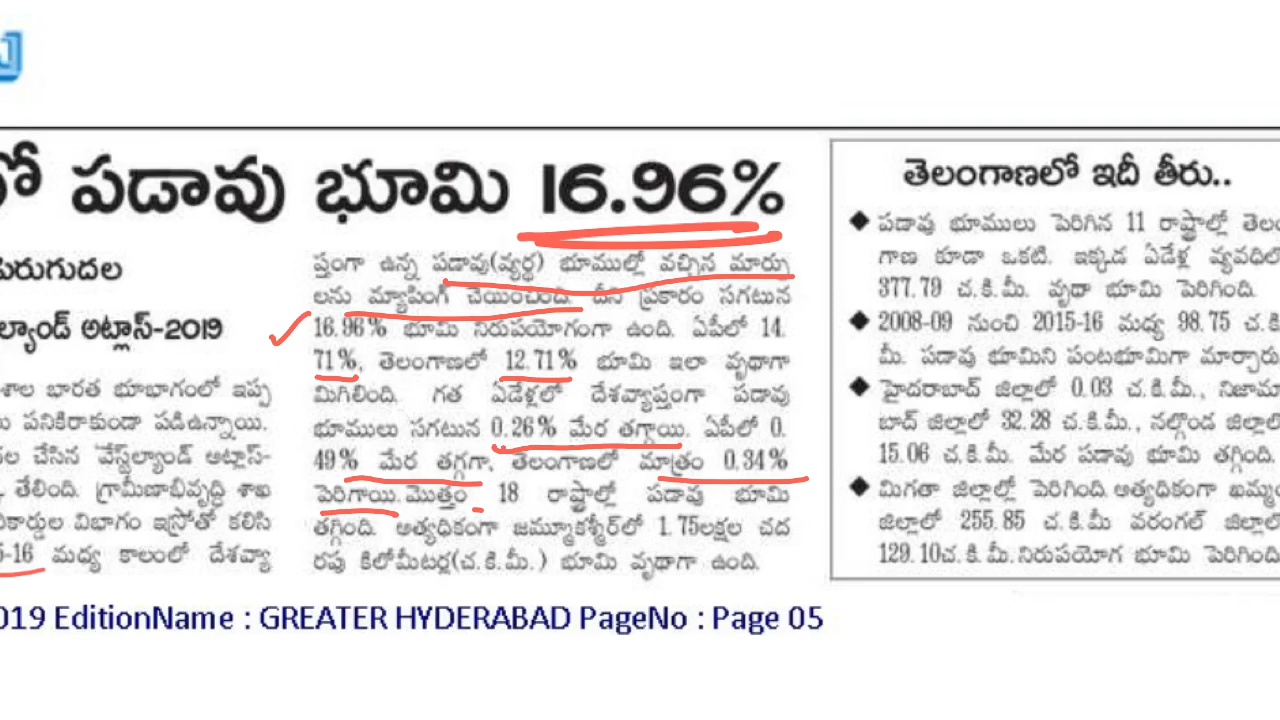 పడావు భూమి 16.96%
పెరుగుదల
ల్యాండ్ అట్లాస్-2019
శాల భారత భూభాగంలో ఇప్ప
పనికిరాకుండా పడిఉన్నాయి.
చేసిన 'వేస్ట్‌ల్యాండ్ అట్లాస్-
తేలింది. గ్రామీణాభివృద్ధి శాఖ
విభాగం ఇస్రోతో కలిసి
-16 మధ్య కాలంలో దేశవ్యా
ప్తంగా ఉన్న పడావు(వ్యర్థ) భూముల్లో వచ్చిన మార్పు
లను మ్యాపింగ్ చేయించింది. దీని ప్రకారం సగటున
16.96% భూమి నిరుపయోగంగా ఉంది. ఏపీలో 14.
71%, తెలంగాణలో 12.71% భూమి ఇలా వృథాగా
మిగిలింది. గత ఏడేళ్లలో దేశవ్యాప్తంగా పడావు
భూములు సగటున 0.26% మేర తగ్గాయి. ఏపీలో 0.
49% మేర తగ్గగా, తెలంగాణలో మాత్రం 0.34%
పెరిగాయి. మొత్తం 18 రాష్ట్రాల్లో పడావు భూమి
తగ్గింది. అత్యధికంగా జమ్మూకశ్మీర్‌లో 1.75లక్షల చద
రపు కిలోమీటర్ల(చ.కి.మీ.) భూమి వృథాగా ఉంది.
తెలంగాణలో ఇదీ తీరు..
◆ పడావు భూములు పెరిగిన 11 రాష్ట్రాల్లో తెలం
గాణ కూడా ఒకటి. ఇక్కడ ఏడేళ్ల వ్యవధిలో
377.79 చ.కి.మీ. వృథా భూమి పెరిగింది.
◆ 2008-09 నుంచి 2015-16 మధ్య 98.75 చ.కి
మీ. పడావు భూమిని పంటభూమిగా మార్చారు
◆ హైదరాబాద్ జిల్లాలో 0.03 చ.కి.మీ., నిజామా
బాద్ జిల్లాలో 32.28 చ.కి.మీ., నల్గొండ జిల్లాలో
15.06 చ.కి.మీ. మేర పడావు భూమి తగ్గింది.
◆ మిగతా జిల్లాల్లో పెరిగింది. అత్యధికంగా ఖమ్మం
జిల్లాలో 255.85 చ.కి.మీ వరంగల్ జిల్లాలో
129.10చ.కి.మీ.నిరుపయోగ భూమి పెరిగింది
019 EditionName : GREATER HYDERABAD PageNo : Page 05